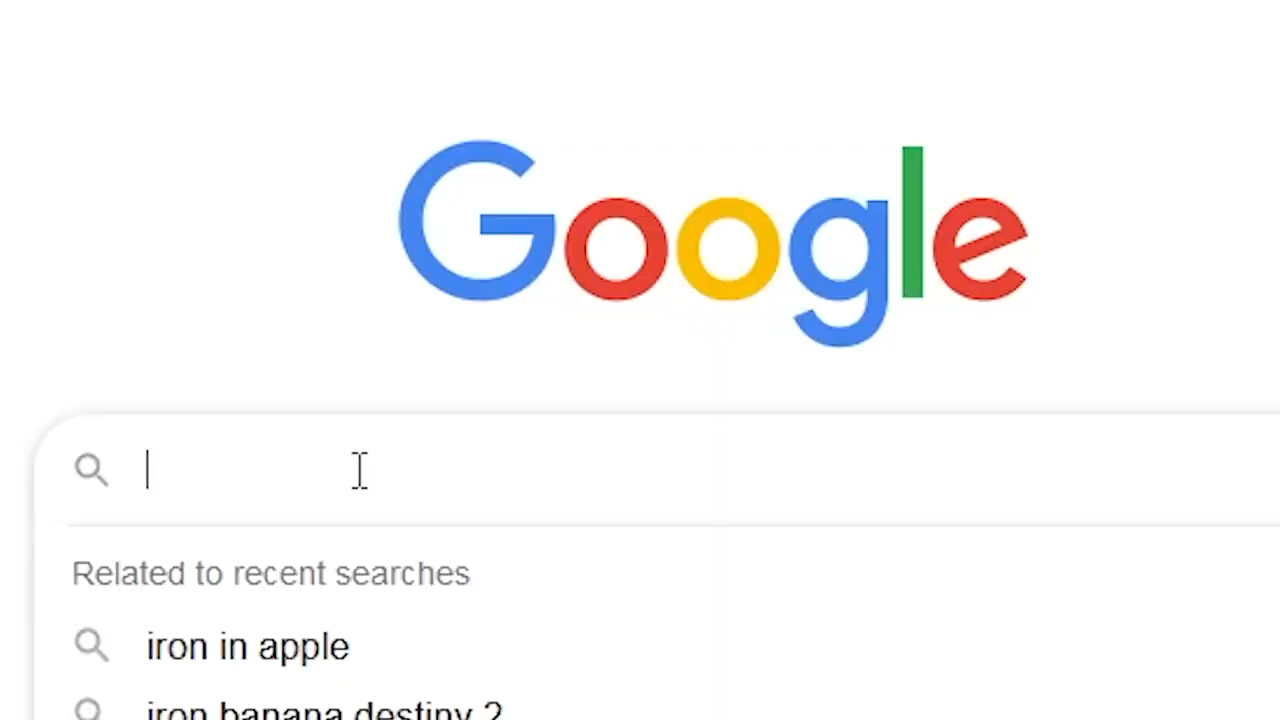 Google
Related to recent searches
iron in apple
iron banana destiny 2